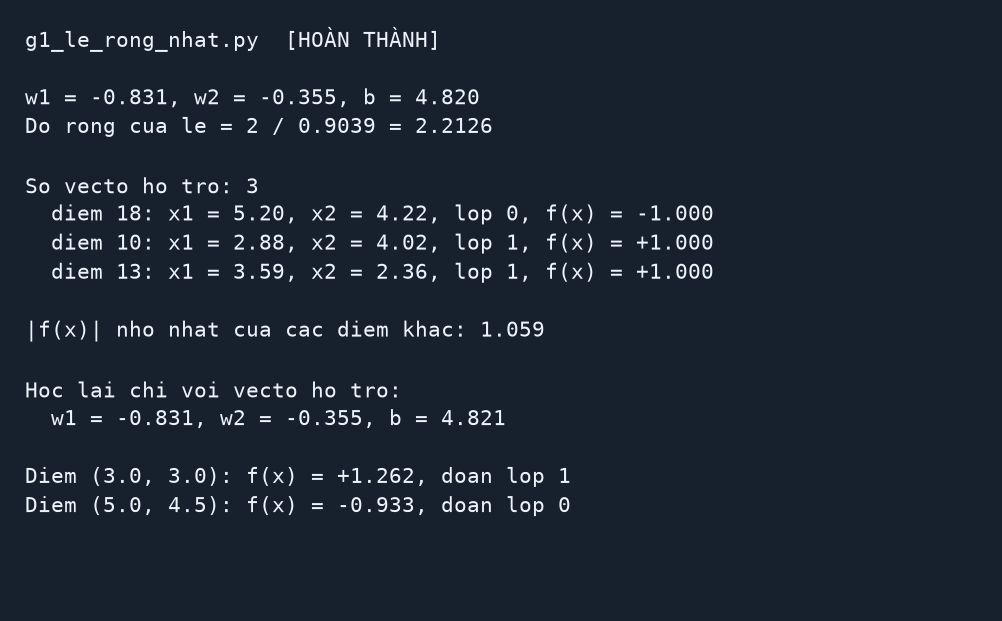 g1_le_rong_nhat.py  [HOÀN THÀNH]
w1 = -0.831, w2 = -0.355, b = 4.820
Do rong cua le = 2 / 0.9039 = 2.2126
So vecto ho tro: 3
  diem 18: x1 = 5.20, x2 = 4.22, lop 0, f(x) = -1.000
  diem 10: x1 = 2.88, x2 = 4.02, lop 1, f(x) = +1.000
  diem 13: x1 = 3.59, x2 = 2.36, lop 1, f(x) = +1.000
|f(x)| nho nhat cua cac diem khac: 1.059
Hoc lai chi voi vecto ho tro:
  w1 = -0.831, w2 = -0.355, b = 4.821
Diem (3.0, 3.0): f(x) = +1.262, doan lop 1
Diem (5.0, 4.5): f(x) = -0.933, doan lop 0